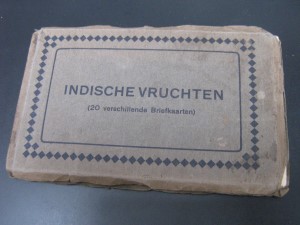 INDISCHE VRUCHTEN
(20 verschillende Briefkaarten)